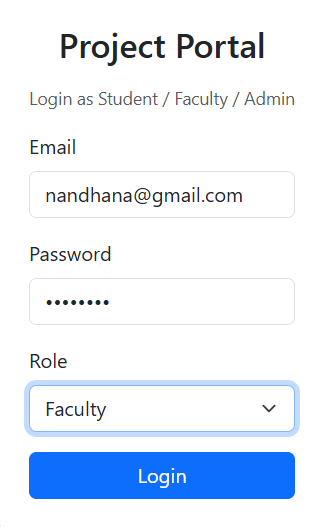 Project Portal
Login as Student / Faculty / Admin
Email
nandhana@gmail.com
Password
••••••••
Role
Faculty
Login